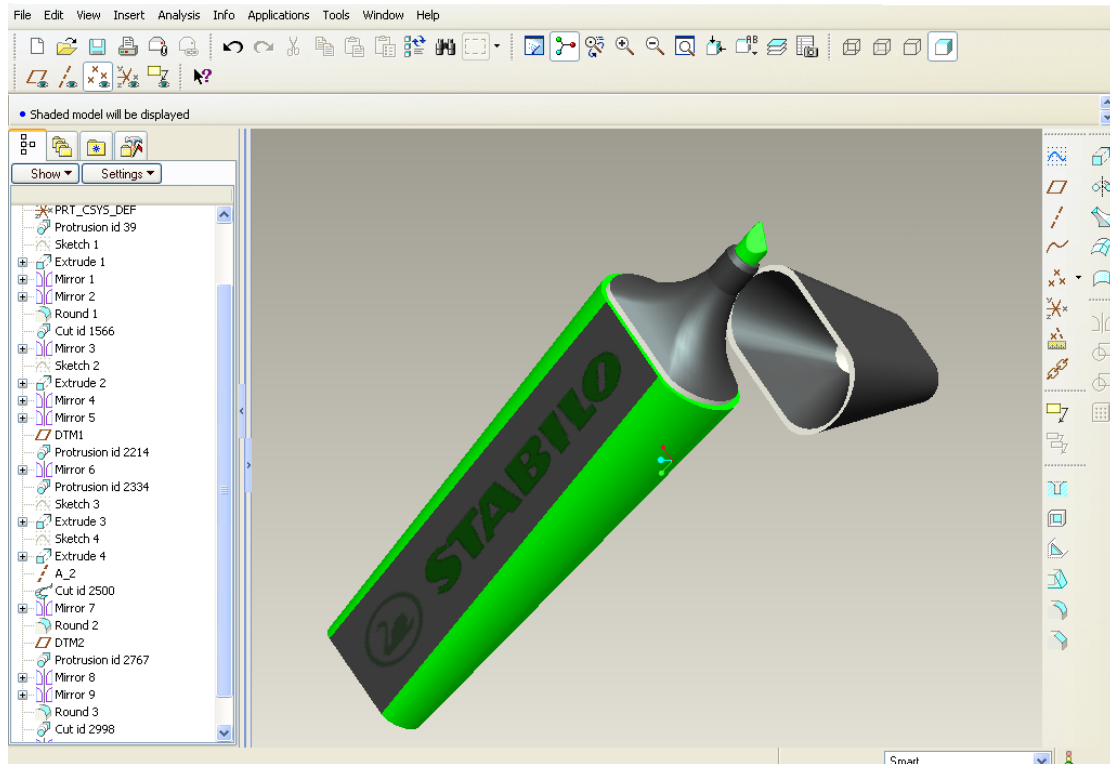 File Edit View Insert Analysis Info Applications Tools Window Help
Shaded model will be displayed
Show Settings
PRT_CSYS_DEF
Protrusion id 39
Sketch 1
Extrude 1
Mirror 1
Mirror 2
Round 1
Cut id 1566
Mirror 3
Sketch 2
Extrude 2
Mirror 4
Mirror 5
DTM1
Protrusion id 2214
Mirror 6
Protrusion id 2334
Sketch 3
Extrude 3
Sketch 4
Extrude 4
A_2
Cut id 2500
Mirror 7
Round 2
DTM2
Protrusion id 2767
Mirror 8
Mirror 9
Round 3
Cut id 2998
STABILO
Smart